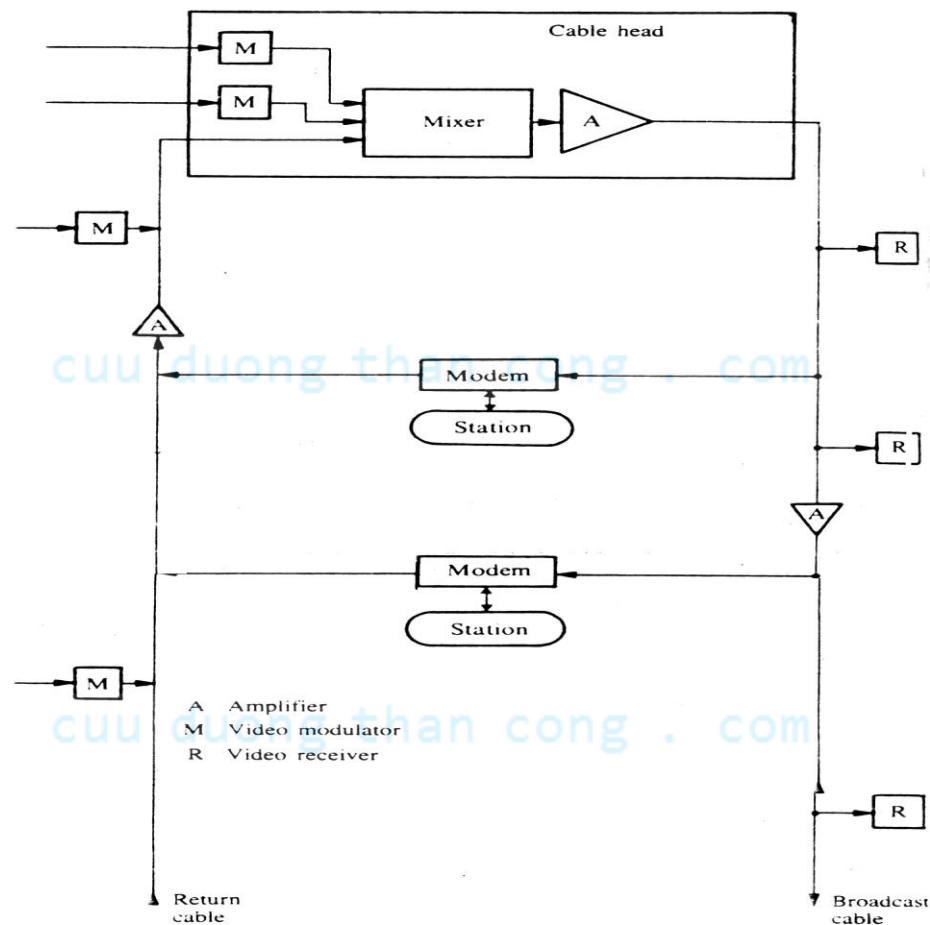 Cable head
M
M
Mixer
A
M
R
A
cuu duong than cong . com
Modem
Station
R
A
Modem
Station
M
A Amplifier
M Video modulator
cuu duong than cong . com
R Video receiver
R
Return
cable
Broadcast
cable